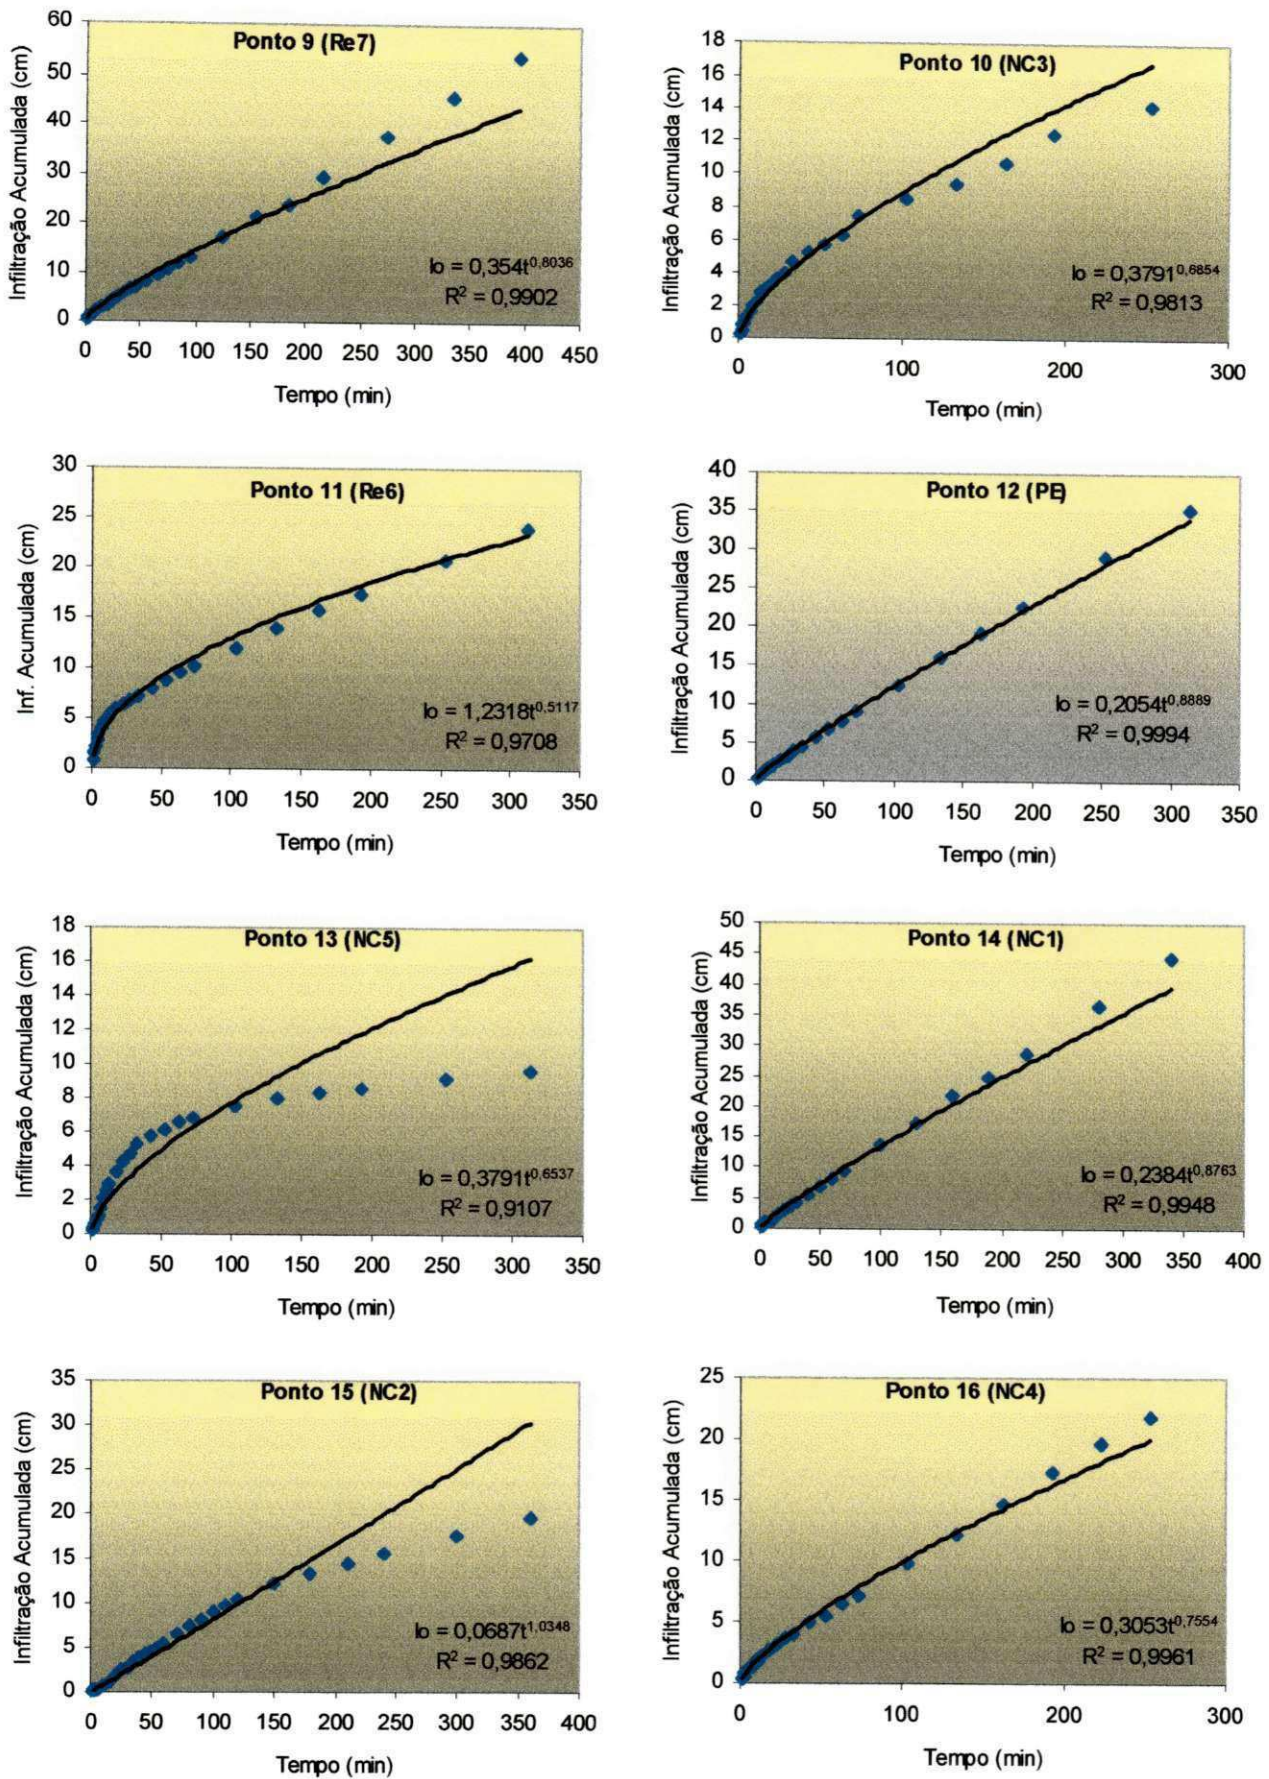 Ponto 9 (Re7)
Infiltração Acumulada (cm)
60
50
40
30
20
10
0
Io = 0,354t^0,8036
R² = 0,9902
0 50 100 150 200 250 300 350 400 450
Tempo (min)
Ponto 10 (NC3)
Infiltração Acumulada (cm)
18
16
14
12
10
8
6
4
2
0
Io = 0,3791^0,6854
R² = 0,9813
0 100 200 300
Tempo (min)
Ponto 11 (Re6)
Inf. Acumulada (cm)
30
25
20
15
10
5
0
Io = 1,2318t^0,5117
R² = 0,9708
0 50 100 150 200 250 300 350
Tempo (min)
Ponto 12 (PE)
Infiltração Acumulada (cm)
40
35
30
25
20
15
10
5
0
Io = 0,2054t^0,8889
R² = 0,9994
0 50 100 150 200 250 300 350
Tempo (min)
Ponto 13 (NC5)
Infiltração Acumulada (cm)
18
16
14
12
10
8
6
4
2
0
Io = 0,3791t^0,6537
R² = 0,9107
0 50 100 150 200 250 300 350
Tempo (min)
Ponto 14 (NC1)
Infiltração Acumulada (cm)
50
45
40
35
30
25
20
15
10
5
0
Io = 0,2384t^0,8763
R² = 0,9948
0 50 100 150 200 250 300 350 400
Tempo (min)
Ponto 15 (NC2)
Infiltração Acumulada (cm)
35
30
25
20
15
10
5
0
Io = 0,0687t^1,0348
R² = 0,9862
0 50 100 150 200 250 300 350 400
Tempo (min)
Ponto 16 (NC4)
Infiltração Acumulada (cm)
25
20
15
10
5
0
Io = 0,3053t^0,7554
R² = 0,9961
0 100 200 300
Tempo (min)